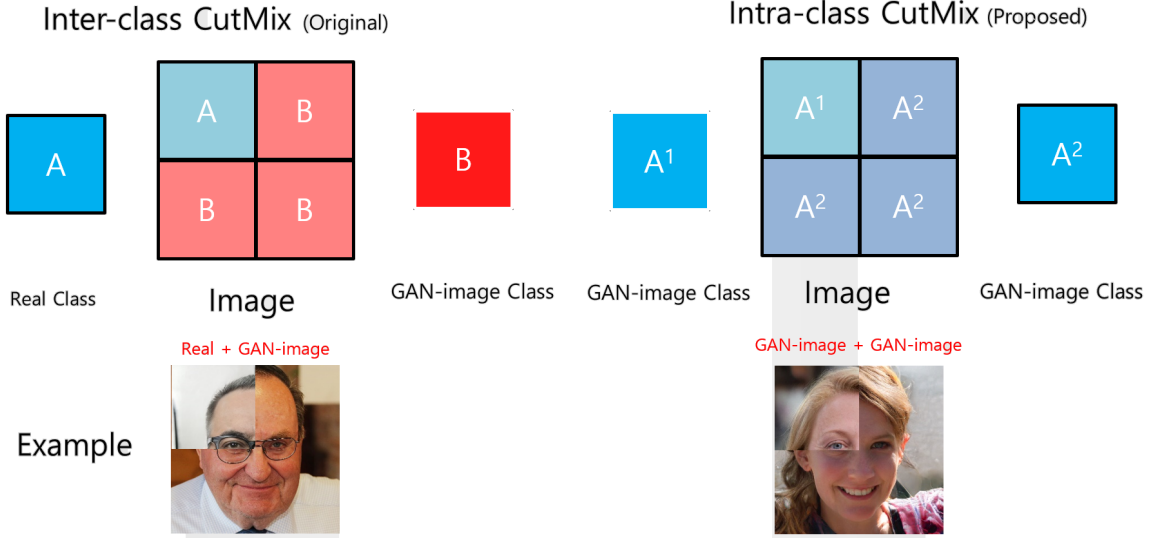 Inter-class CutMix (Original)
A
A B
B B
B
Real Class
Image
GAN-image Class
Real + GAN-image
Intra-class CutMix (Proposed)
A¹
A¹ A²
A² A²
A²
GAN-image Class
Image
GAN-image Class
GAN-image + GAN-image
Example